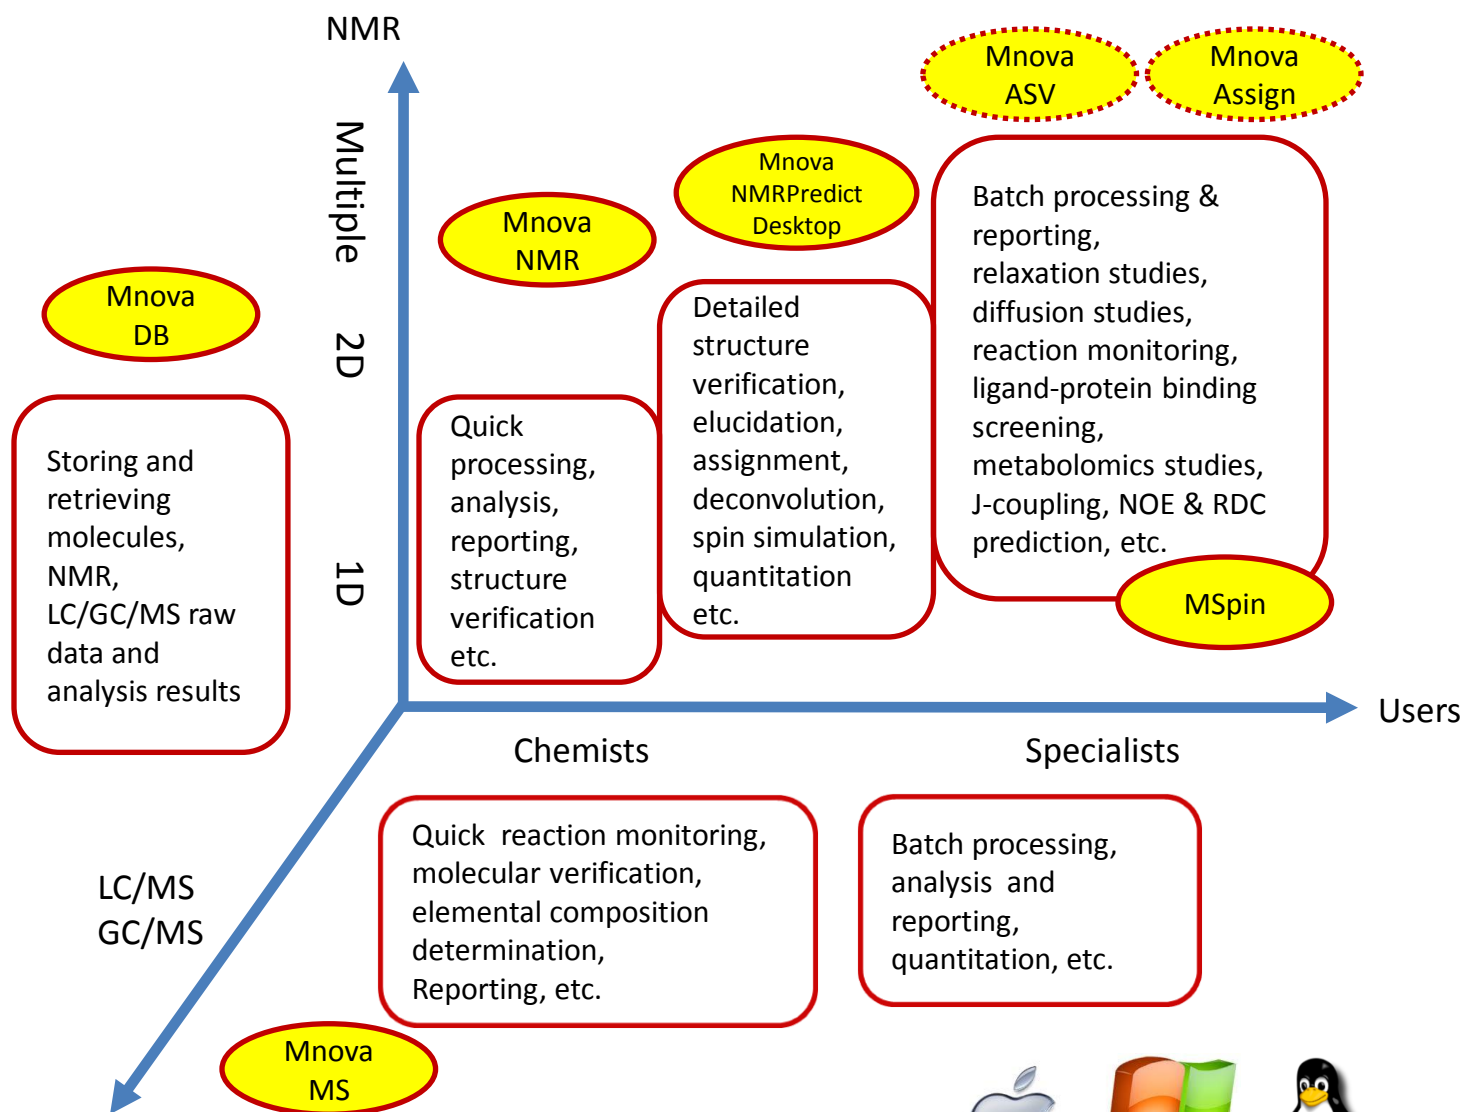 NMR
Mnova
ASV
Mnova
Assign
Multiple
2D
1D
Mnova
NMRPredict
Desktop
Mnova
NMR
Mnova
DB
Storing and
retrieving
molecules,
NMR,
LC/GC/MS raw
data and
analysis results
Quick
processing,
analysis,
reporting,
structure
verification
etc.
Detailed
structure
verification,
elucidation,
assignment,
deconvolution,
spin simulation,
quantitation
etc.
Batch processing &
reporting,
relaxation studies,
diffusion studies,
reaction monitoring,
ligand-protein binding
screening,
metabolomics studies,
J-coupling, NOE & RDC
prediction, etc.
MSpin
Users
Chemists
Specialists
LC/MS
GC/MS
Quick reaction monitoring,
molecular verification,
elemental composition
determination,
Reporting, etc.
Batch processing,
analysis and
reporting,
quantitation, etc.
Mnova
MS